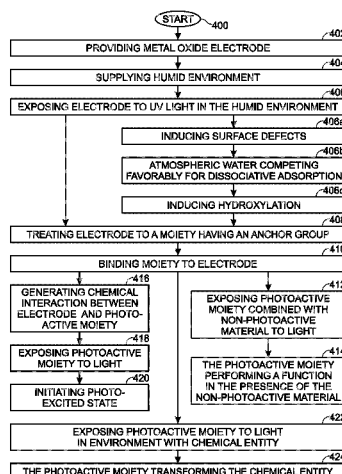 START
400
402
PROVIDING METAL OXIDE ELECTRODE
404
SUPPLYING HUMID ENVIRONMENT
406
EXPOSING ELECTRODE TO UV LIGHT IN THE HUMID ENVIRONMENT
406a
INDUCING SURFACE DEFECTS
406b
ATMOSPHERIC WATER COMPETING
FAVORABLY FOR DISSOCIATIVE ADSORPTION
406c
INDUCING HYDROXYLATION
408
TREATING ELECTRODE TO A MOIETY HAVING AN ANCHOR GROUP
410
BINDING MOIETY TO ELECTRODE
416
GENERATING CHEMICAL
INTERACTION BETWEEN
ELECTRODE AND PHOTO-
ACTIVE MOIETY
418
EXPOSING PHOTOACTIVE
MOIETY TO LIGHT
420
INITIATING PHOTO-
EXCITED STATE
412
EXPOSING PHOTOACTIVE
MOIETY COMBINED WITH
NON-PHOTOACTIVE
MATERIAL TO LIGHT
414
THE PHOTOACTIVE MOIETY
PERFORMING A FUNCTION
IN THE PRESENCE OF THE
NON-PHOTOACTIVE MATERIAL
422
EXPOSING PHOTOACTIVE MOIETY TO LIGHT
IN ENVIRONMENT WITH CHEMICAL ENTITY
424
THE PHOTOACTIVE MOIETY TRANSFORMING THE CHEMICAL ENTITY